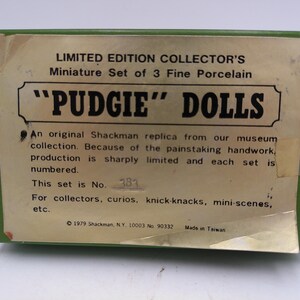 LIMITED EDITION COLLECTOR'S
Miniature Set of 3 Fine Porcelain
"PUDGIE" DOLLS
An original Shackman replica from our museum
collection. Because of the painstaking handwork,
production is sharply limited and each set is
numbered.
This set is No.
For collectors, curios, knick-knacks, mini-scenes,
etc.
© 1979 Shackman, N.Y. 10003 No. 90332 Made in Taiwan